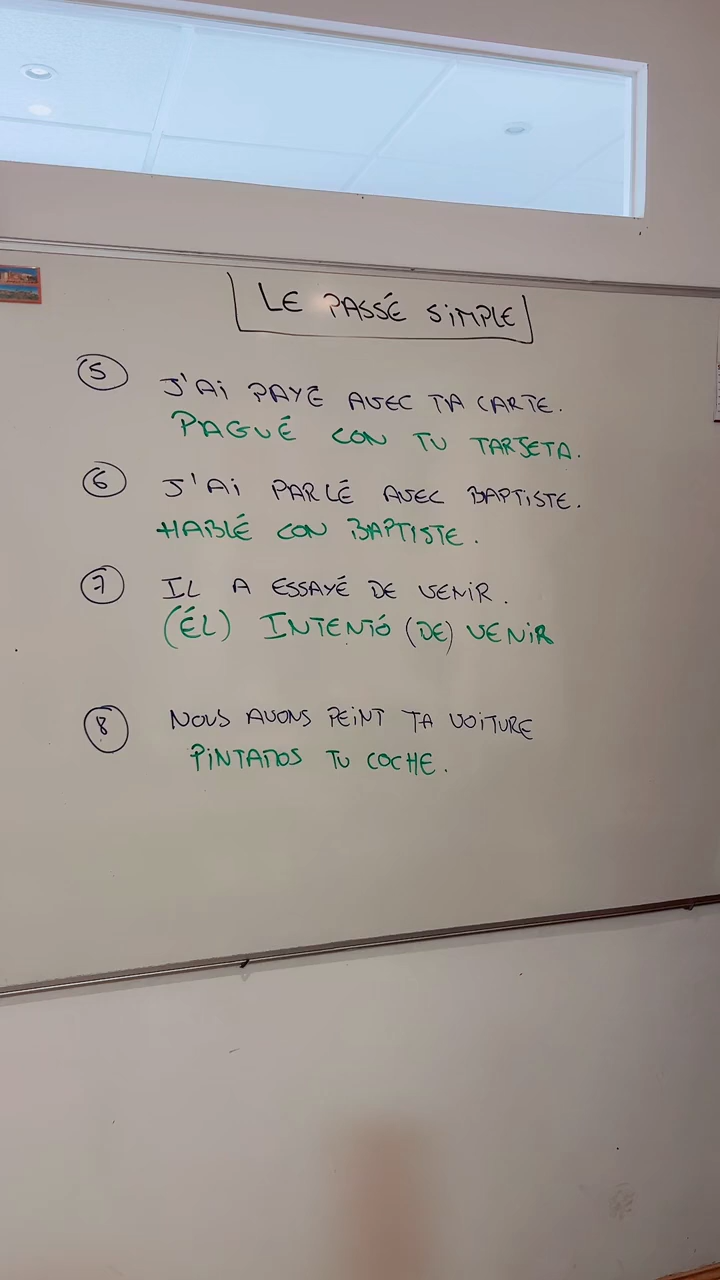 LE PASSÉ SIMPLE
5 J'Ai PAYÉ AVEC TA CARTE.
PAGUÉ CON TU TARJETA.
6 J'Ai PARLÉ AVEC BAPTISTE.
HABLÉ CON BAPTISTE.
7 IL A ESSAYÉ DE VENIR.
(ÉL) INTENTÓ (DE) VENIR
8 NOUS AVONS PEINT TA VOITURE
PINTAMOS TU COCHE.